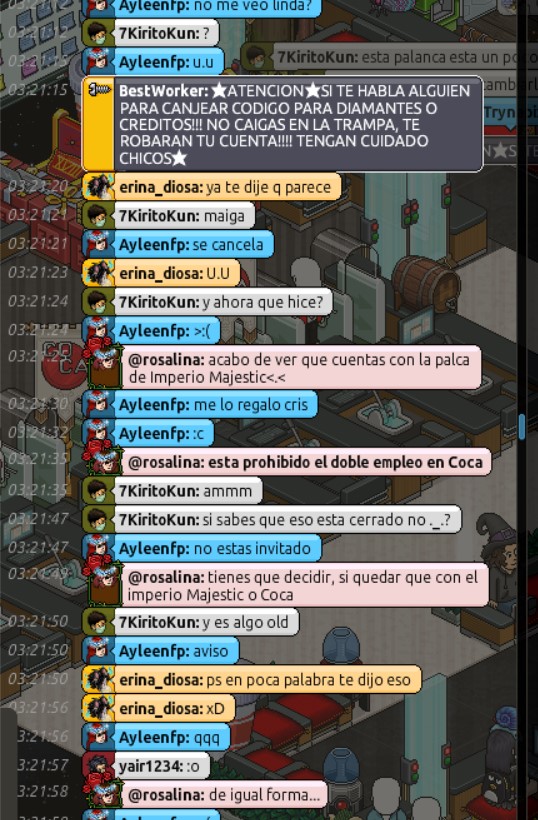 03:21:12 Ayleenfp: no me veo linda?
03:21:12 7KiritoKun: ?
7KiritoKun: esta palanca esta un po
03:21:15 Ayleenfp: u.u
03:21:15 BestWorker: ★ATENCION★SI TE HABLA ALGUIEN
PARA CANJEAR CODIGO PARA DIAMANTES O
CREDITOS!!! NO CAIGAS EN LA TRAMPA, TE
ROBARAN TU CUENTA!!!! TENGAN CUIDADO
CHICOS★
03:21:20 erina_diosa: ya te dije q parece
03:21:21 7KiritoKun: maiga
03:21:21 Ayleenfp: se cancela
03:21:23 erina_diosa: U.U
03:21:24 7KiritoKun: y ahora que hice?
03:21:24 Ayleenfp: >:(
03:21:25 @rosalina: acabo de ver que cuentas con la palca
de Imperio Majestic<.<
03:21:30 Ayleenfp: me lo regalo cris
03:21:32 Ayleenfp: :c
03:21:35 @rosalina: esta prohibido el doble empleo en Coca
03:21:35 7KiritoKun: ammm
03:21:47 7KiritoKun: si sabes que eso esta cerrado no ._.?
03:21:47 Ayleenfp: no estas invitado
03:21:49 @rosalina: tienes que decidir, si quedar que con el
imperio Majestic o Coca
03:21:50 7KiritoKun: y es algo old
03:21:50 Ayleenfp: aviso
03:21:50 erina_diosa: ps en poca palabra te dijo eso
03:21:56 erina_diosa: xD
03:21:56 Ayleenfp: qqq
03:21:57 yair1234: :o
03:21:58 @rosalina: de igual forma...